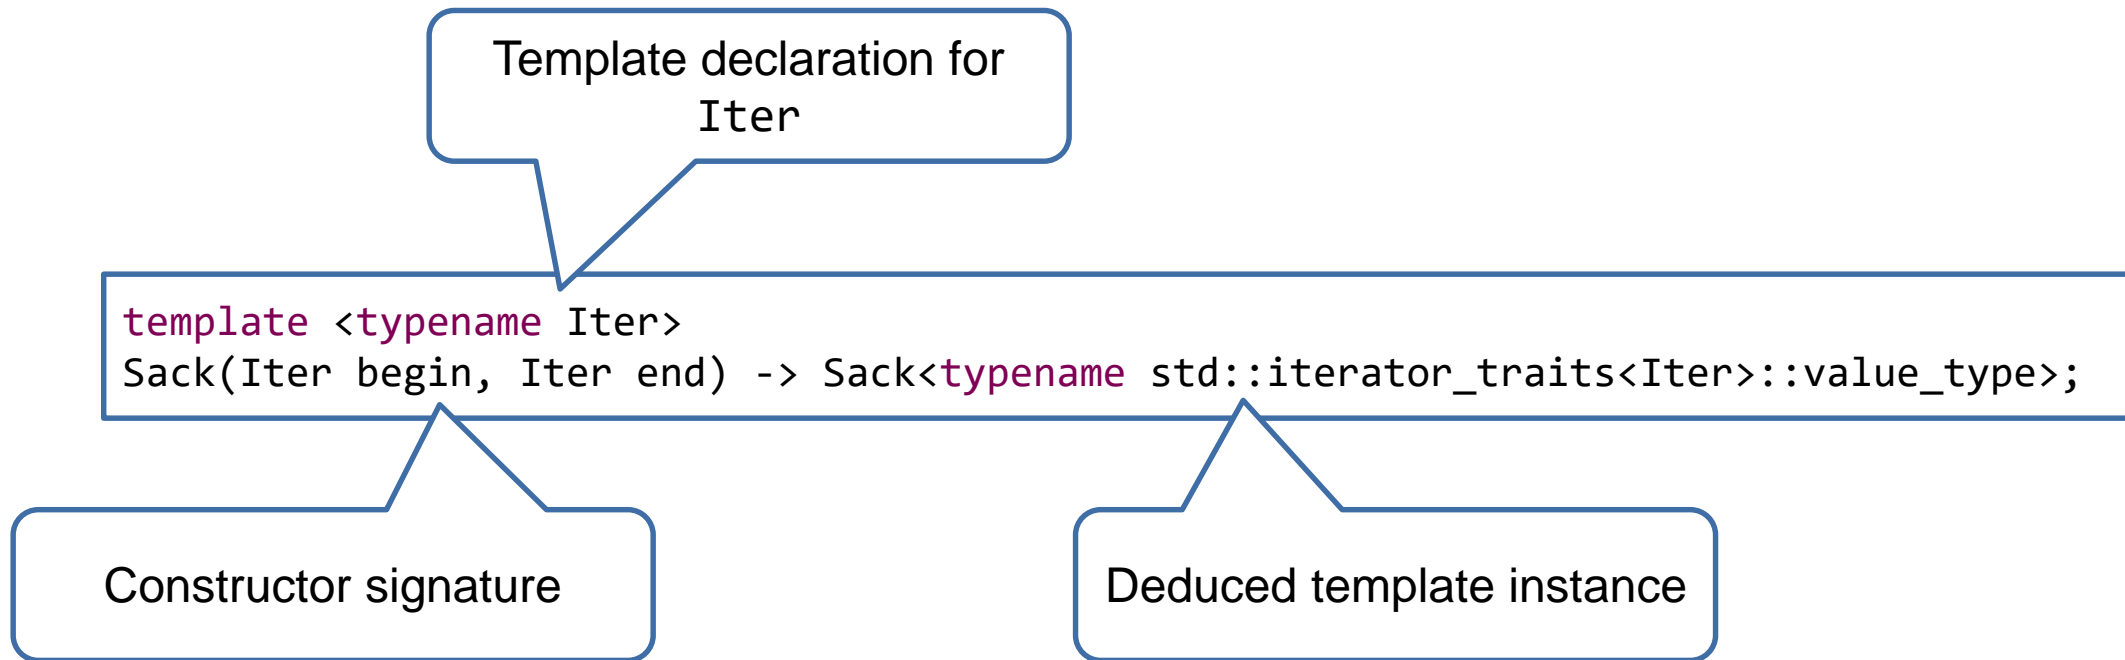 Template declaration for
Iter
template <typename Iter>
Sack(Iter begin, Iter end) -> Sack<typename std::iterator_traits<Iter>::value_type>;
Constructor signature
Deduced template instance